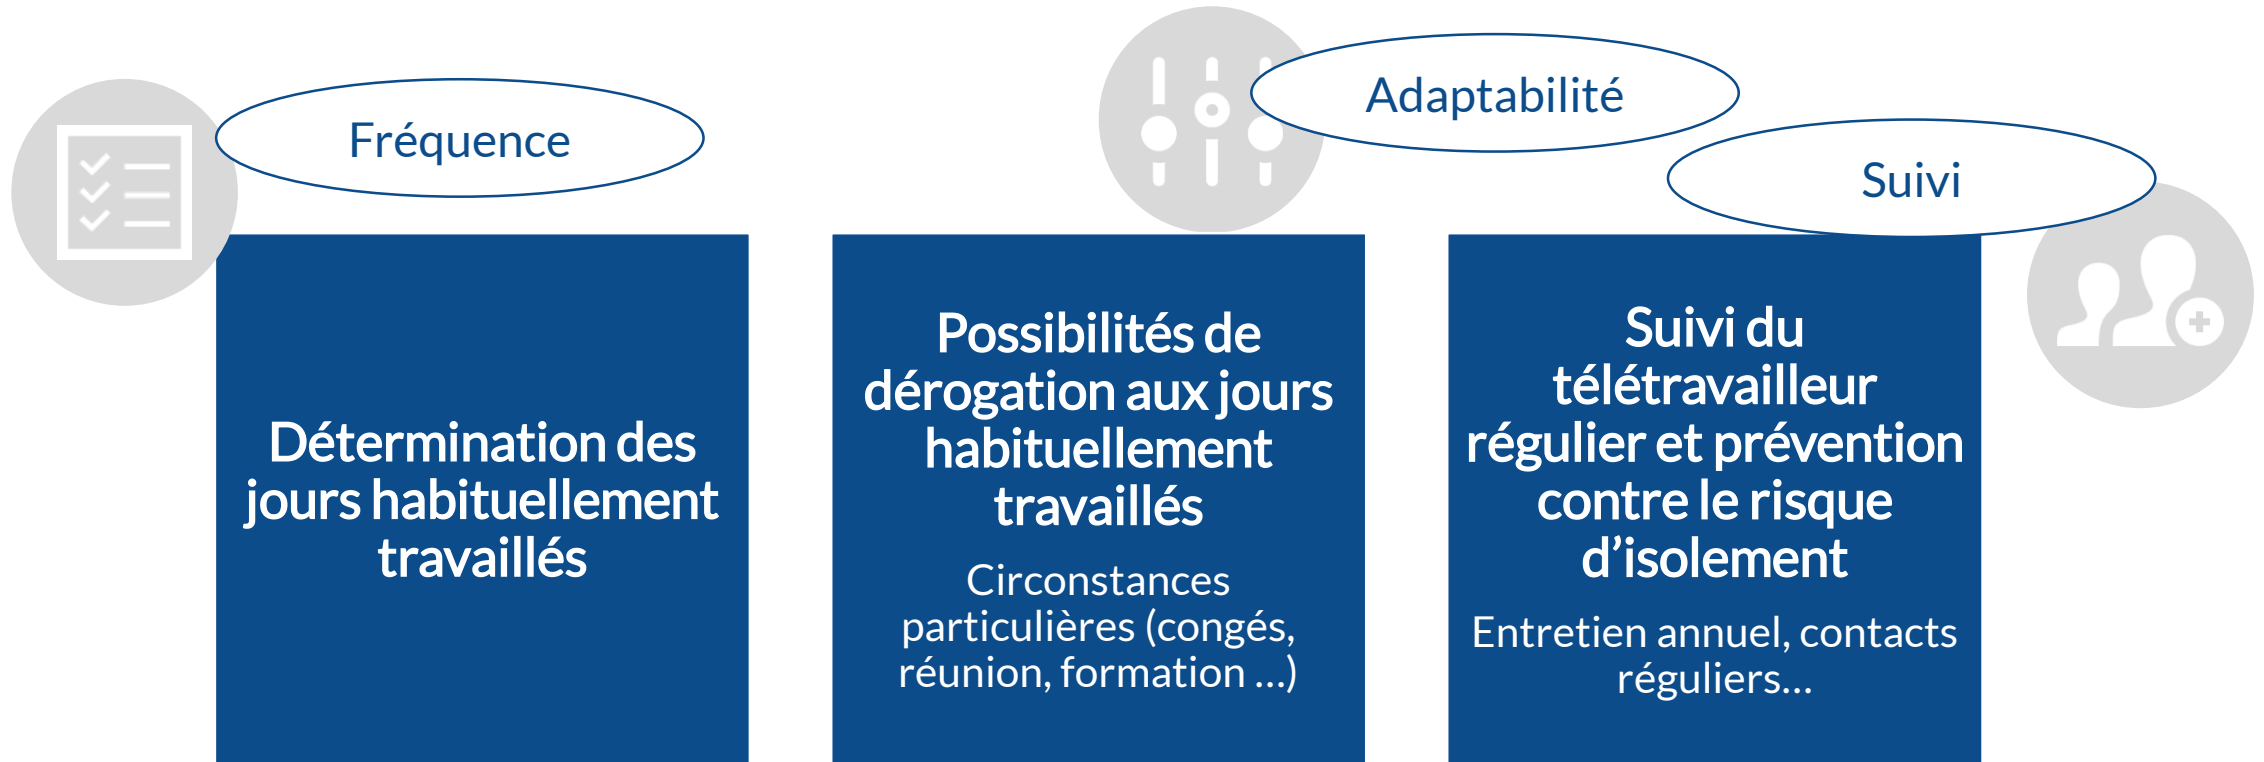 Fréquence
Détermination des
jours habituellement
travaillés
Adaptabilité
Possibilités de
dérogation aux jours
habituellement
travaillés
Circonstances
particulières (congés,
réunion, formation ...)
Suivi
Suivi du
télétravailleur
régulier et prévention
contre le risque
d’isolement
Entretien annuel, contacts
réguliers...